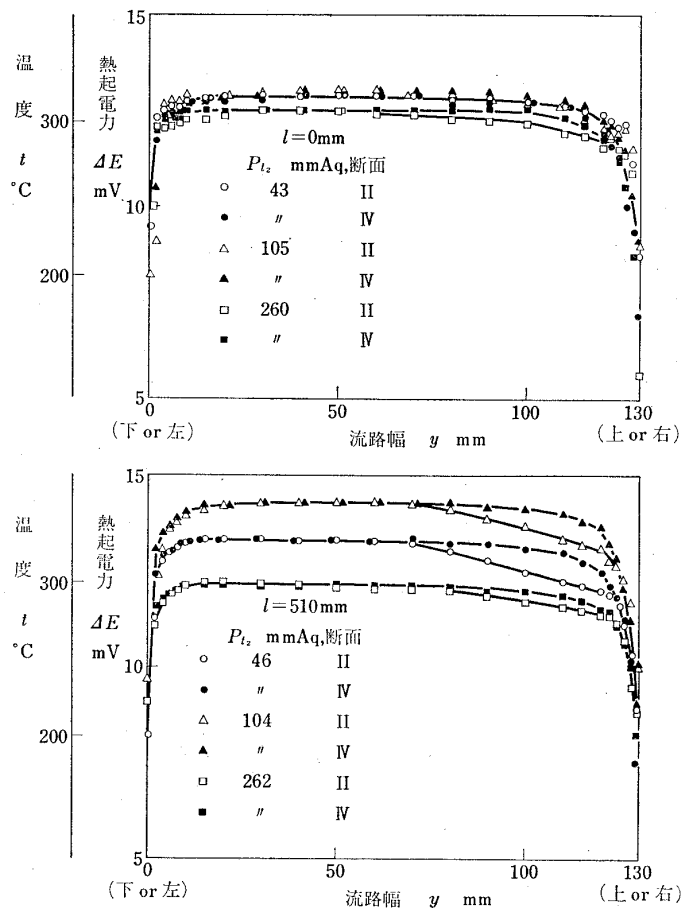 15
温度 t °C
熱起電力 ΔE mV
300
200
10
5
l=0mm
Pl₂ mmAq,断面
○ 43 II
● 〃 IV
△ 105 II
▲ 〃 IV
□ 260 II
■ 〃 IV
0 50 100 130
(下 or 左) 流路幅 y mm (上 or 右)
15
温度 t °C
熱起電力 ΔE mV
300
200
10
5
l=510mm
Pl₂ mmAq,断面
○ 46 II
● 〃 IV
△ 104 II
▲ 〃 IV
□ 262 II
■ 〃 IV
0 50 100 130
(下 or 左) 流路幅 y mm (上 or 右)